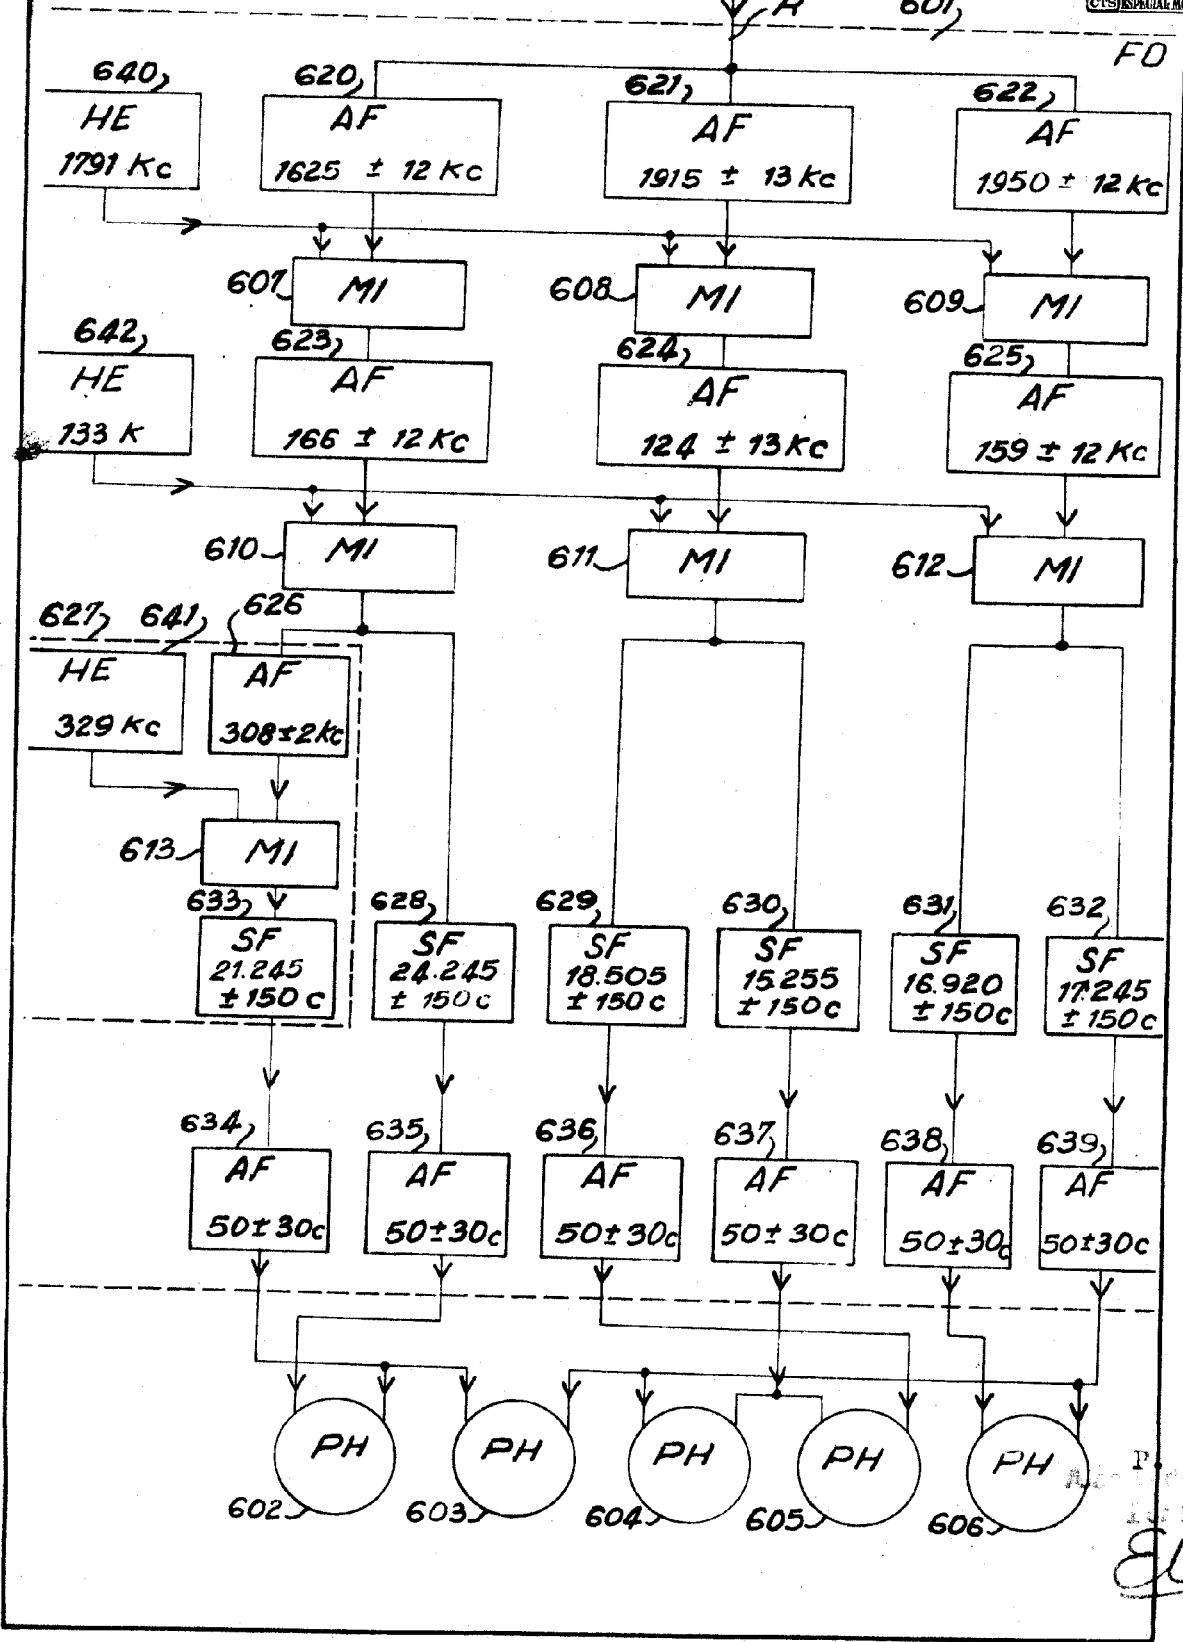 R
601
CTS ESPECIAL M
FO
640
HE
1791 Kc
620
AF
1625 ± 12 Kc
621
AF
1915 ± 13 Kc
622
AF
1950 ± 12 Kc
607
MI
608
MI
609
MI
642
HE
133 K
623
AF
166 ± 12 Kc
624
AF
124 ± 13 Kc
625
AF
159 ± 12 Kc
610
MI
611
MI
612
MI
627
641
626
HE
329 Kc
AF
308 ± 2 Kc
613
MI
633
SF
21.245
± 150 c
628
SF
24.245
± 150 c
629
SF
18.505
± 150 c
630
SF
15.255
± 150 c
631
SF
16.920
± 150 c
632
SF
17.245
± 150 c
634
AF
50 ± 30 c
635
AF
50 ± 30 c
636
AF
50 ± 30 c
637
AF
50 ± 30 c
638
AF
50 ± 30 c
639
AF
50 ± 30 c
PH
PH
PH
PH
PH
602
603
604
605
606
P.